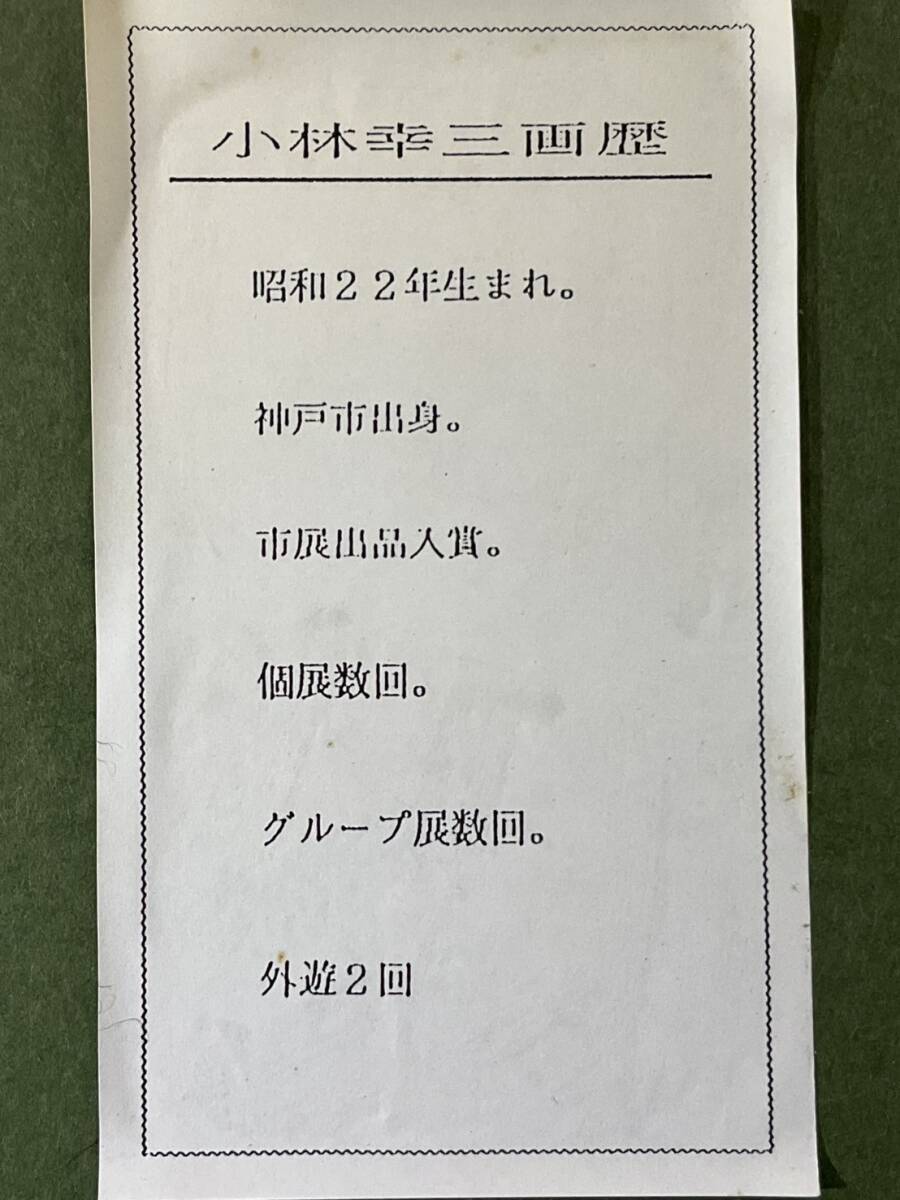 小林幸三画歴
昭和２２年生まれ。
神戸市出身。
市展出品入賞。
個展数回。
グループ展数回。
外遊２回